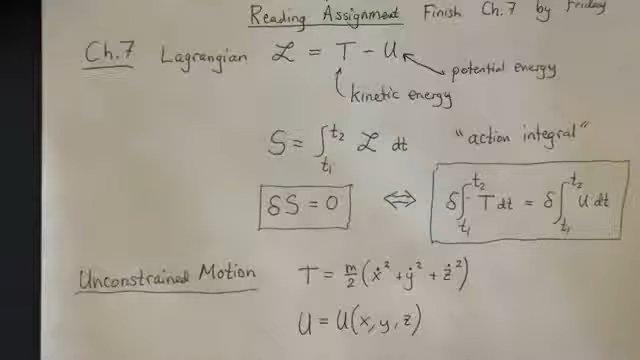 Reading Assignment Finish Ch. 7 by Friday
Ch. 7 Lagrangian ℒ = T − U
potential energy
kinetic energy
S = ∫_{t₁}^{t₂} ℒ dt "action integral"
δS = 0 ⇔ δ∫_{t₁}^{t₂} T dt = δ∫_{t₁}^{t₂} U dt
Unconstrained Motion T = m/2 (ẋ² + ẏ² + ż²)
U = U(x, y, z)